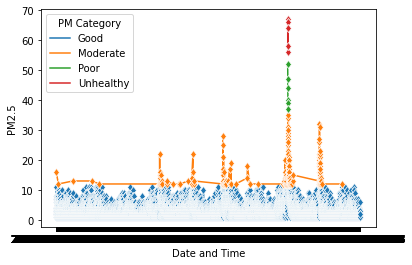 70
60
50
40
30
20
10
0
PM2.5
PM Category
Good
Moderate
Poor
Unhealthy
Date and Time